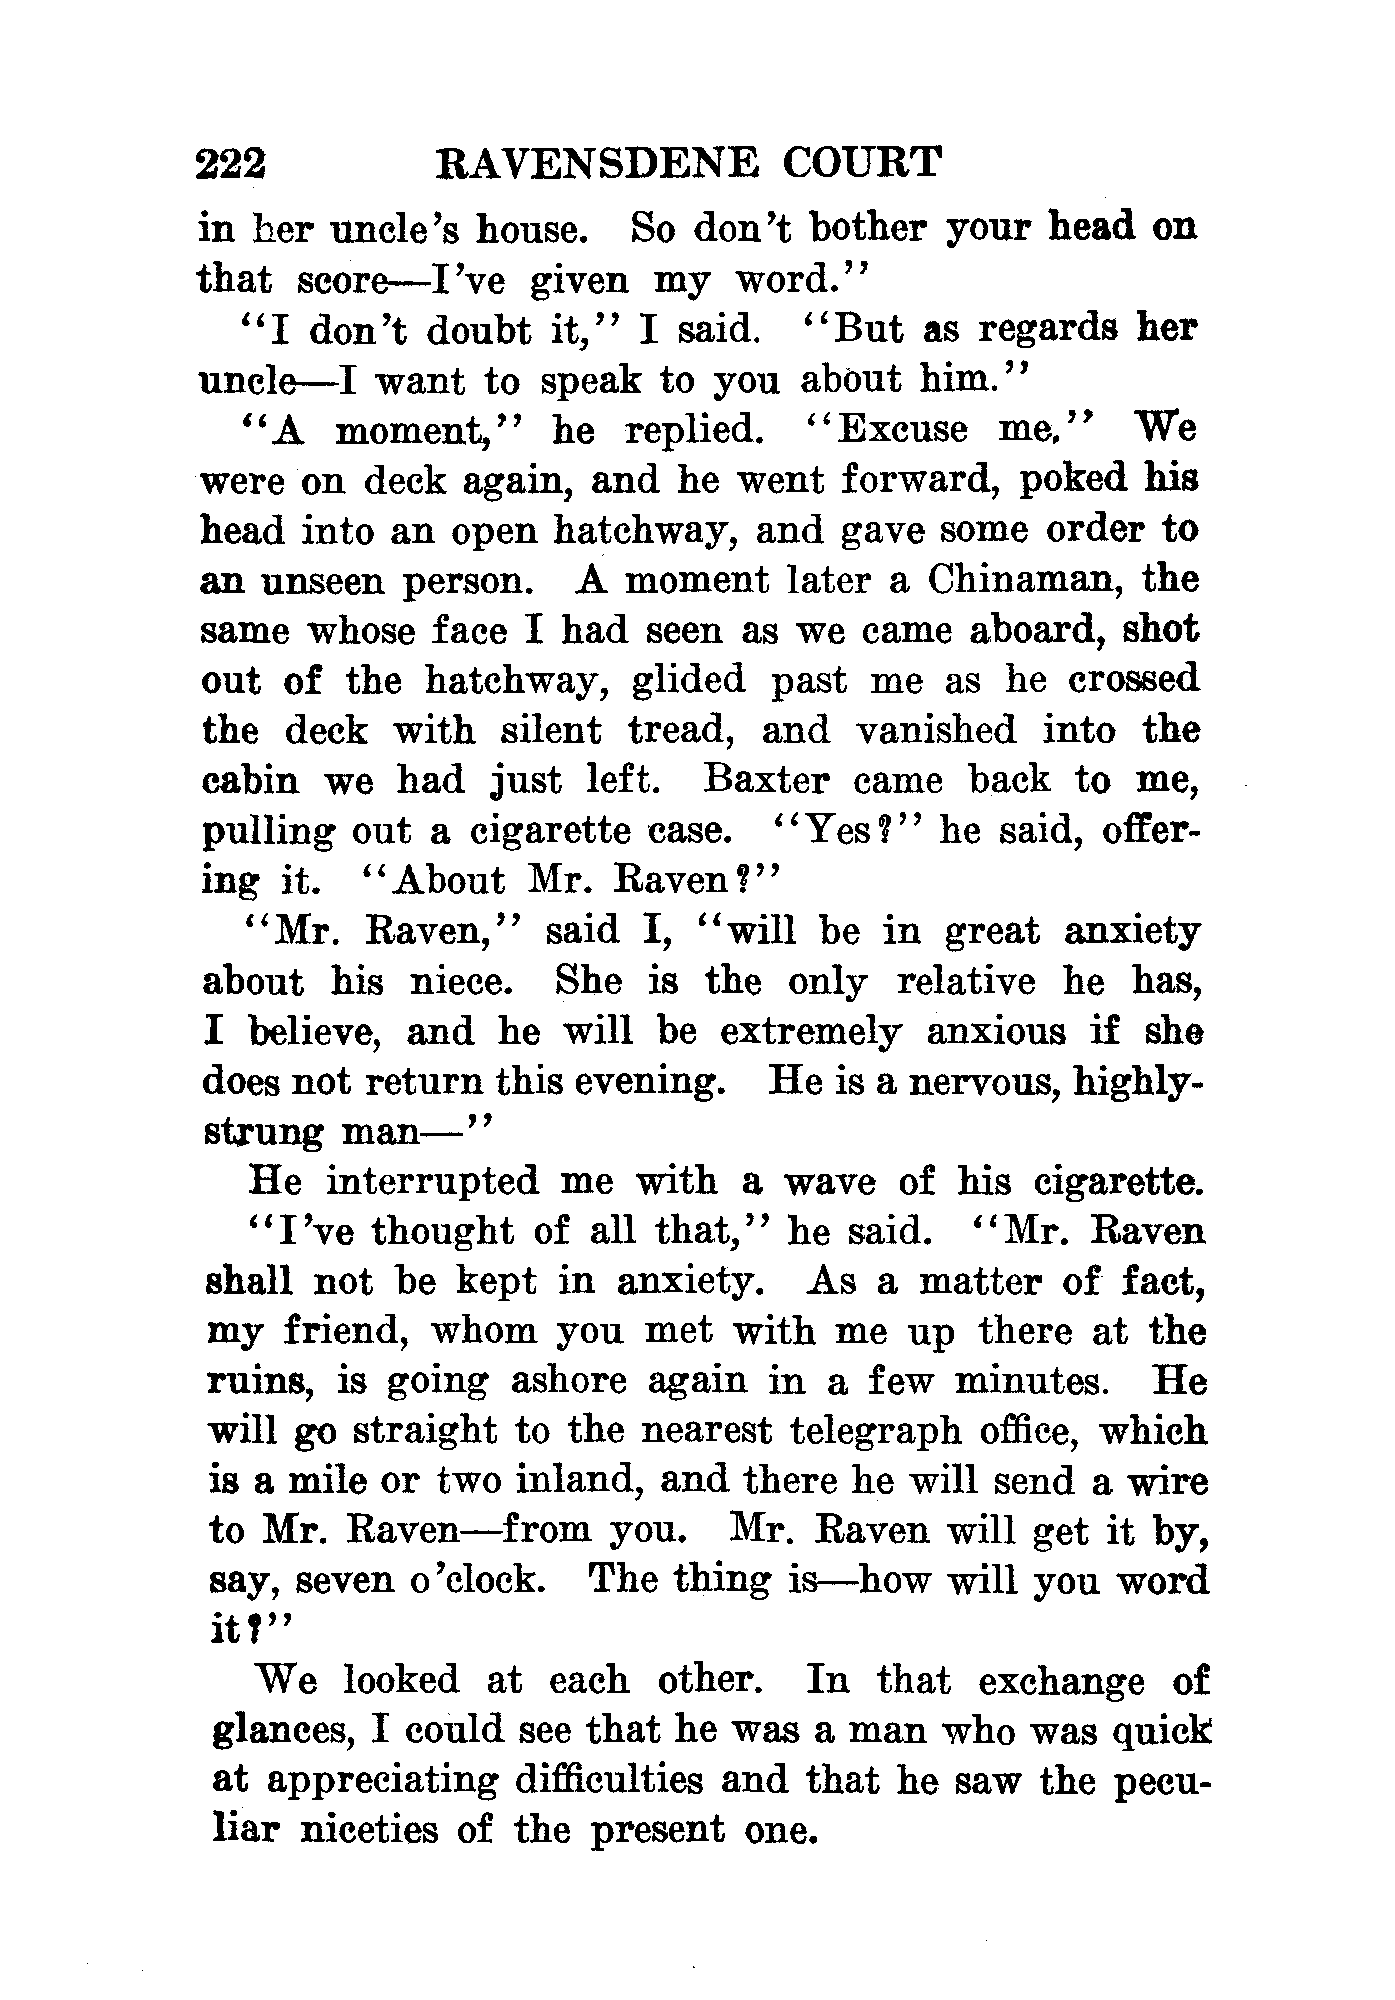 222 RAVENSDENE COURT
in her uncle's house. So don't bother your head on
that score—I've given my word."
"I don't doubt it," I said. "But as regards her
uncle—I want to speak to you about him."
"A moment," he replied. "Excuse me." We
were on deck again, and he went forward, poked his
head into an open hatchway, and gave some order to
an unseen person. A moment later a Chinaman, the
same whose face I had seen as we came aboard, shot
out of the hatchway, glided past me as he crossed
the deck with silent tread, and vanished into the
cabin we had just left. Baxter came back to me,
pulling out a cigarette case. "Yes?" he said, offer-
ing it. "About Mr. Raven?"
"Mr. Raven," said I, "will be in great anxiety
about his niece. She is the only relative he has,
I believe, and he will be extremely anxious if she
does not return this evening. He is a nervous, highly-
strung man—"
He interrupted me with a wave of his cigarette.
"I've thought of all that," he said. "Mr. Raven
shall not be kept in anxiety. As a matter of fact,
my friend, whom you met with me up there at the
ruins, is going ashore again in a few minutes. He
will go straight to the nearest telegraph office, which
is a mile or two inland, and there he will send a wire
to Mr. Raven—from you. Mr. Raven will get it by,
say, seven o'clock. The thing is—how will you word
it?"
We looked at each other. In that exchange of
glances, I could see that he was a man who was quick
at appreciating difficulties and that he saw the pecu-
liar niceties of the present one.